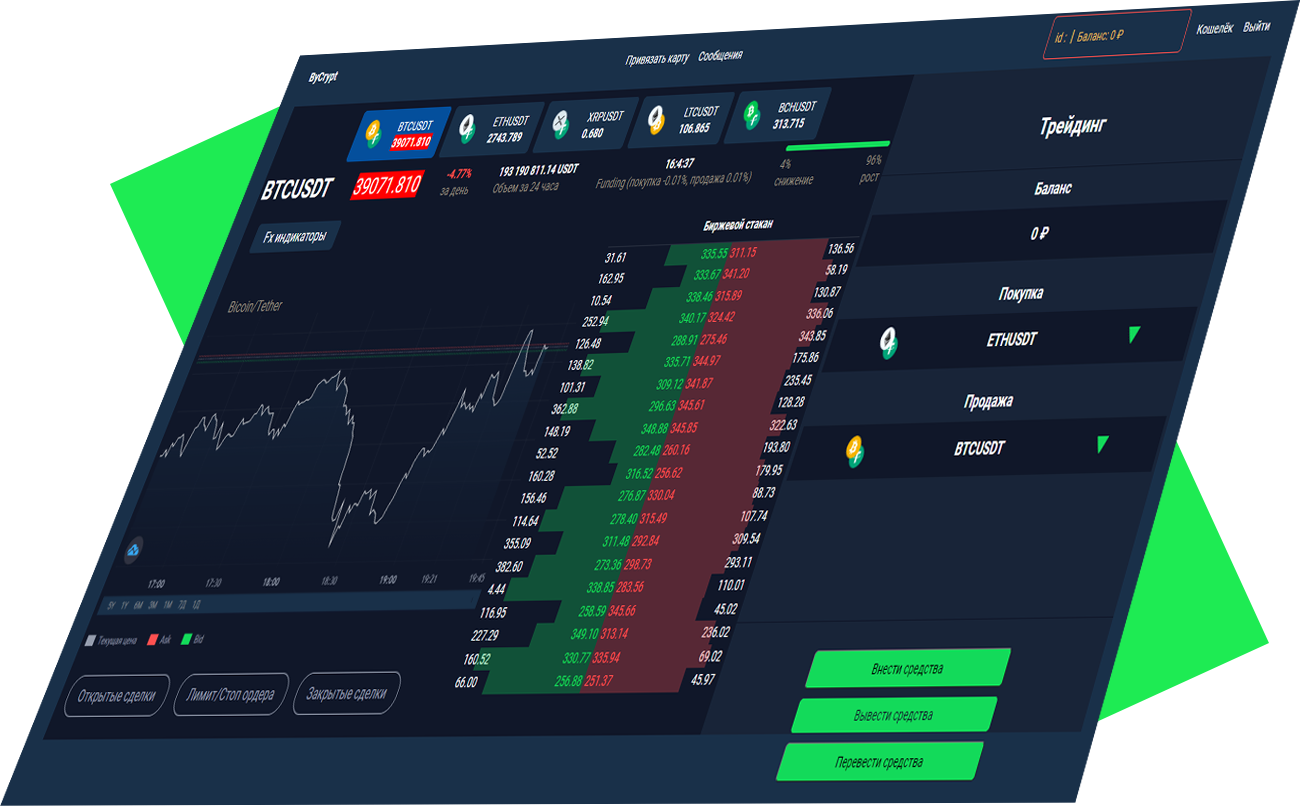 ByCrypt
Привязать карту Сообщения
id : | Баланс: 0 ₽
Кошелёк Выйти
BTCUSDT
39071.810
ETHUSDT
2743.789
XRPUSDT
0.680
LTCUSDT
106.865
BCHUSDT
313.715
BTCUSDT
39071.810
-4.77%
за день
193 190 811.14 USDT
Объем за 24 часа
16:4:37
Funding (покупка -0.01%, продажа 0.01%)
4%
снижение
96%
рост
Fx индикаторы
Bicoin/Tether
17:00 17:30 18:00 18:30 19:00 19:21 19:45
3Y 1Y 6M 3M 1M 7Д 1Д
Текущая цена Ask Bid
Открытые сделки
Лимит/Стоп ордера
Закрытые сделки
Биржевой стакан
31.61 335.55 311.15 136.56
162.95 333.67 341.20 58.19
10.54 338.46 315.89 130.87
252.94 340.17 324.42 336.06
126.48 288.91 275.46 343.85
138.82 335.71 344.97 175.86
101.31 309.12 341.87 235.45
362.88 296.63 345.61 128.28
148.19 348.88 345.85 322.63
52.52 282.48 260.16 193.80
160.28 316.52 256.62 179.95
156.46 276.87 330.04 88.73
114.64 278.40 315.49 107.74
355.09 311.48 292.84 309.54
382.60 273.36 298.73 293.11
4.44 338.85 283.56 110.01
116.95 258.59 345.66 45.02
227.29 349.10 313.14 236.02
160.52 330.77 335.94 69.02
66.00 256.88 251.37 45.97
Трейдинг
Баланс
0 ₽
Покупка
ETHUSDT
Продажа
BTCUSDT
Внести средства
Вывести средства
Перевести средства